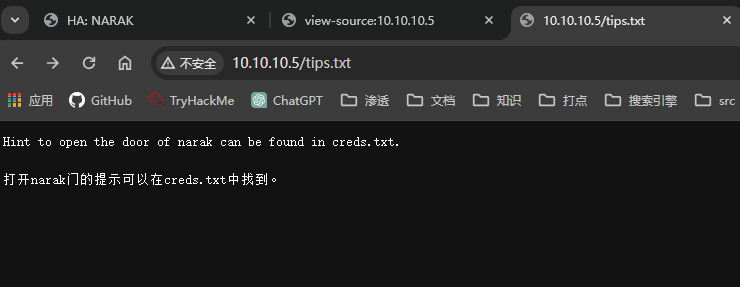 HA: NARAK
view-source:10.10.10.5
10.10.10.5/tips.txt
不安全 10.10.10.5/tips.txt
应用 GitHub TryHackMe ChatGPT 渗透 文档 知识 打点 搜索引擎 src
Hint to open the door of narak can be found in creds.txt.
打开narak门的提示可以在creds.txt中找到。